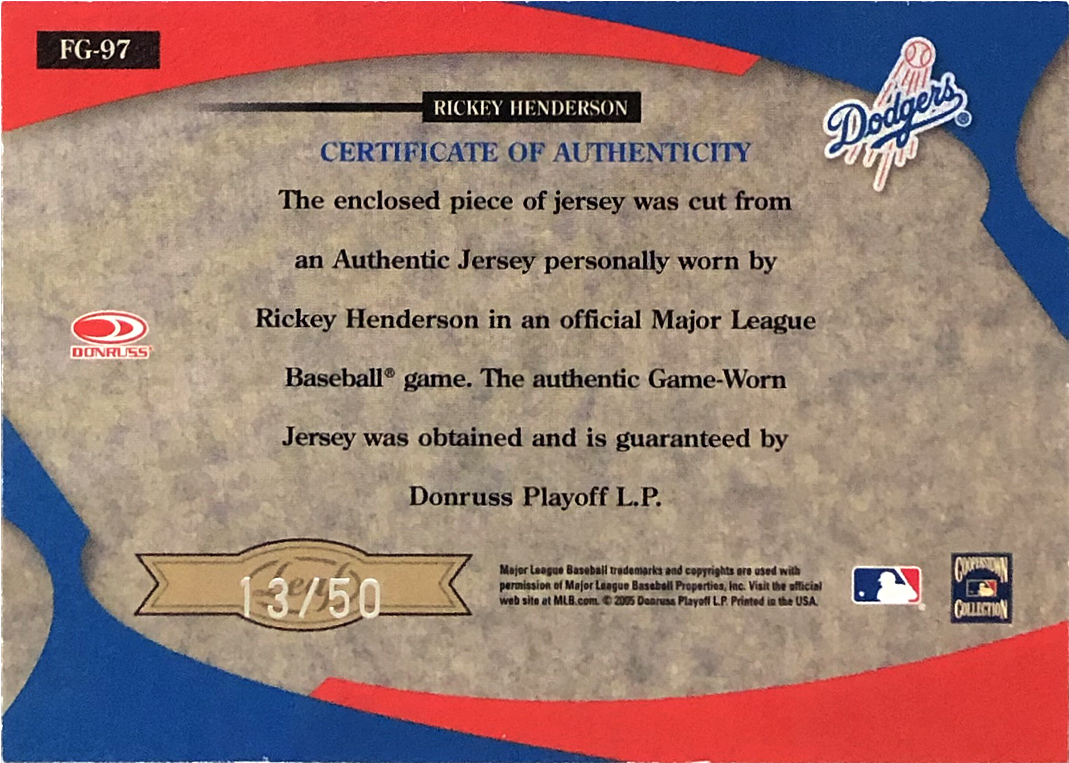 FG-97
Dodgers®
RICKEY HENDERSON
CERTIFICATE OF AUTHENTICITY
The enclosed piece of jersey was cut from
an Authentic Jersey personally worn by
Rickey Henderson in an official Major League
Baseball® game. The authentic Game-Worn
Jersey was obtained and is guaranteed by
Donruss Playoff L.P.
DONRUSS
Leaf
13/50
Major League Baseball trademarks and copyrights are used with
permission of Major League Baseball Properties, Inc. Visit the official
web site at MLB.com. © 2005 Donruss Playoff L.P. Printed in the USA.
COOPERSTOWN
COLLECTION